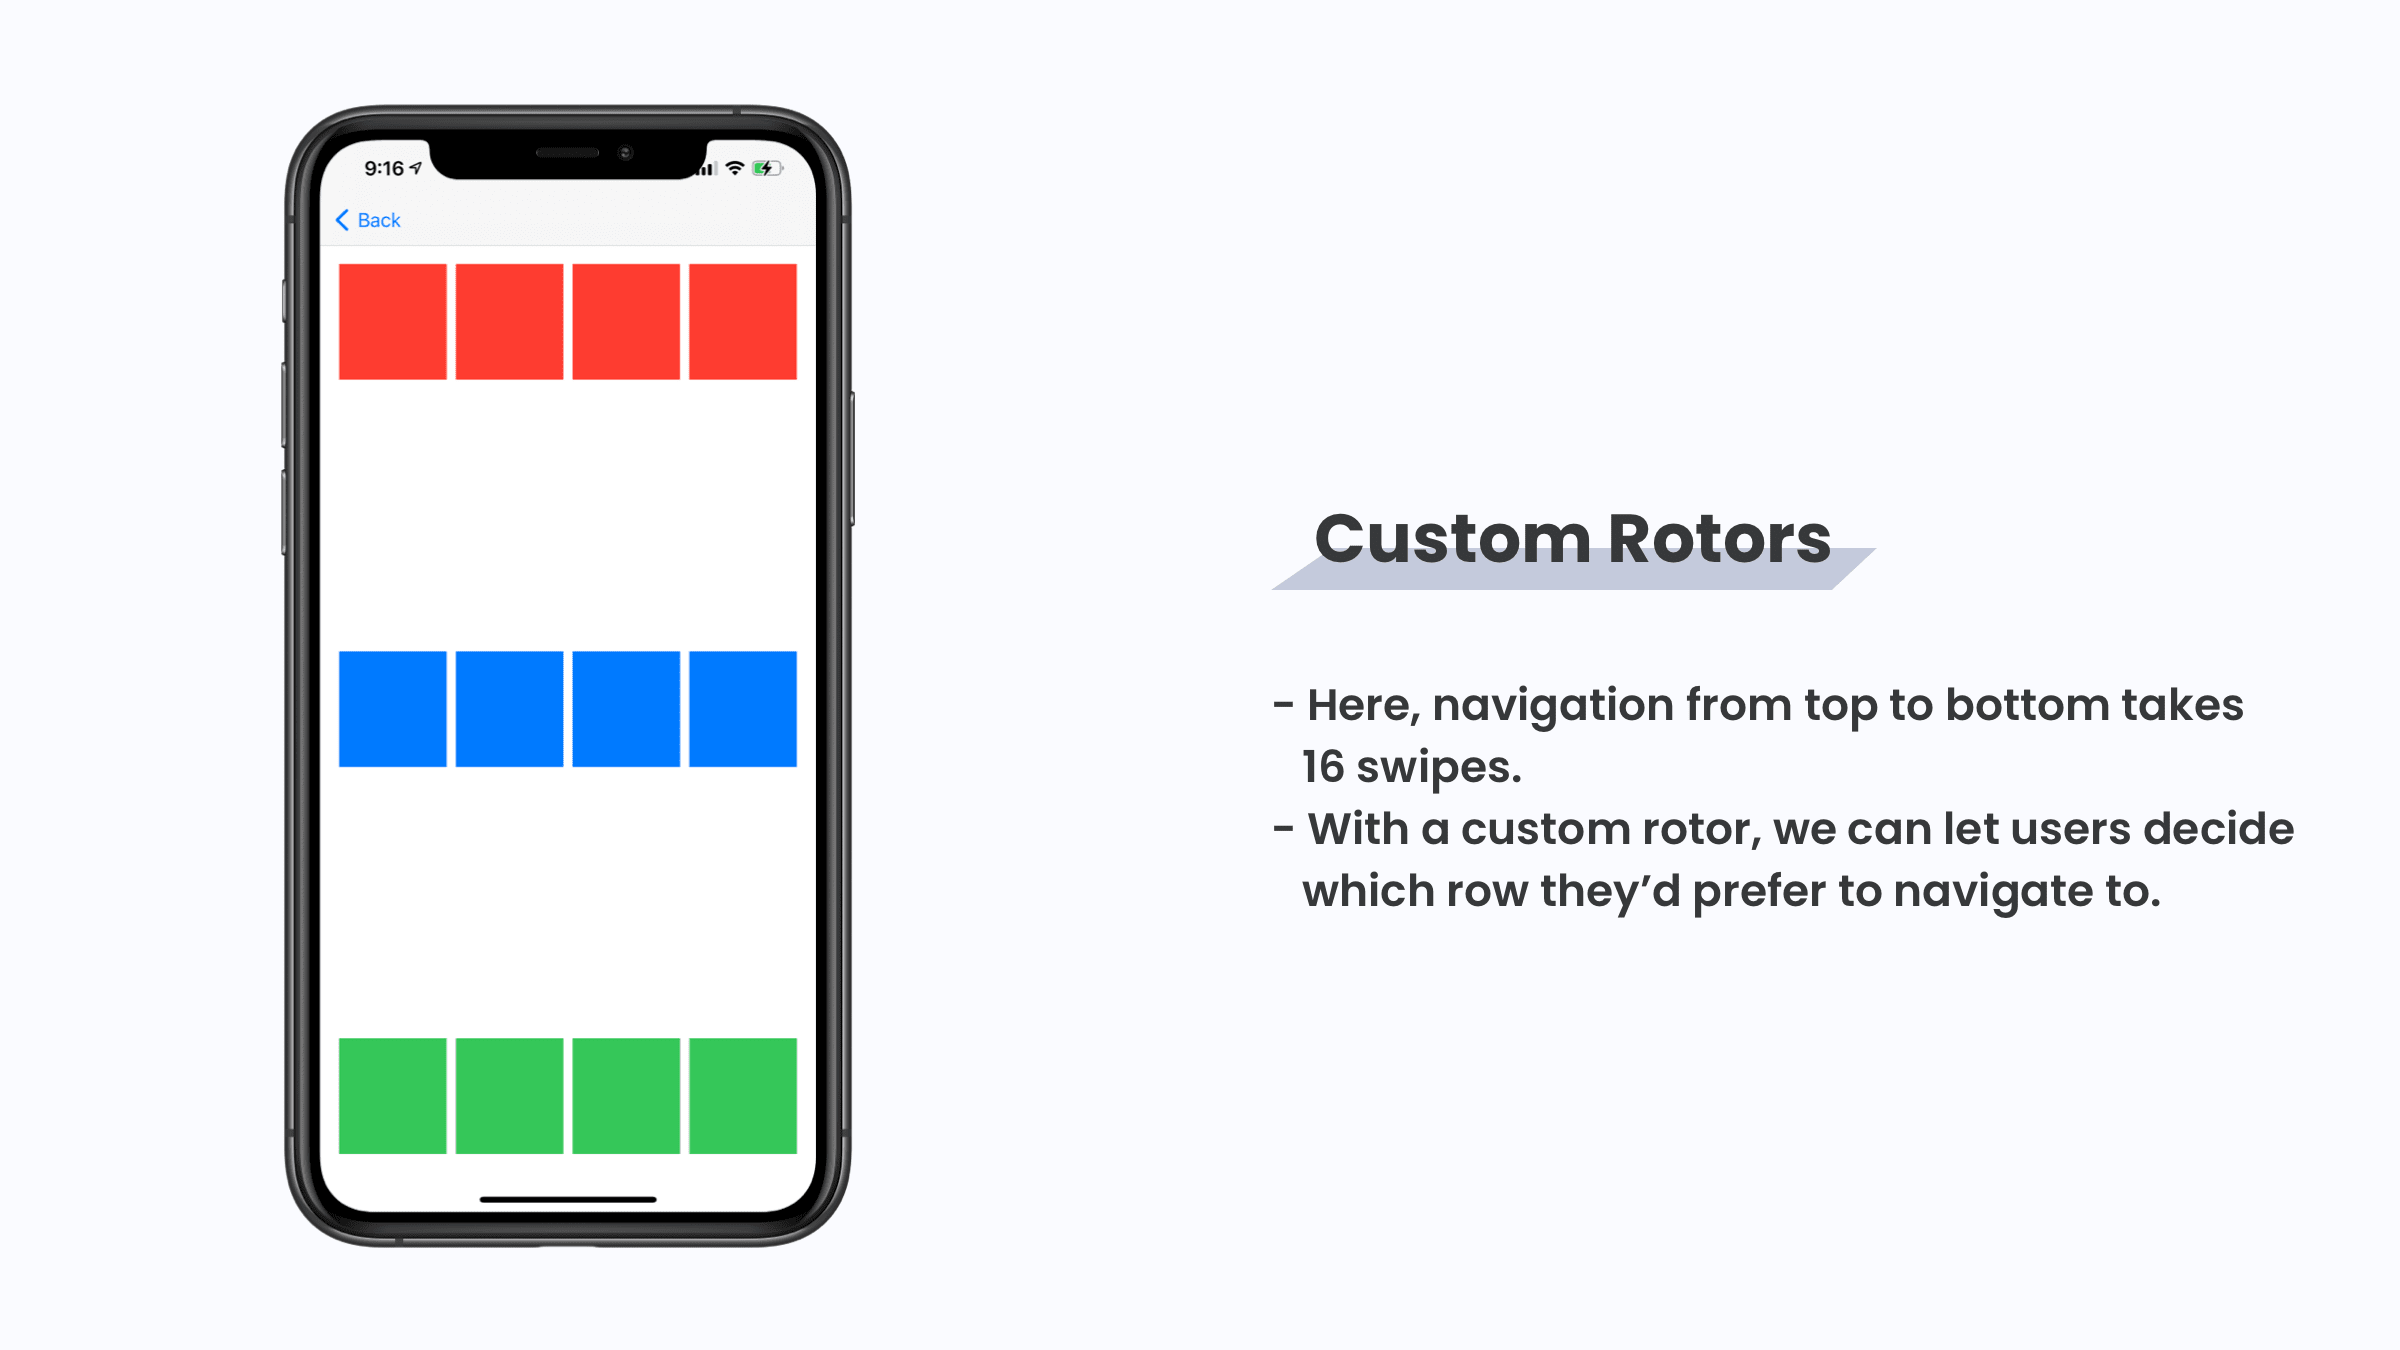 9:16
Back
Custom Rotors
- Here, navigation from top to bottom takes
16 swipes.
- With a custom rotor, we can let users decide
which row they’d prefer to navigate to.